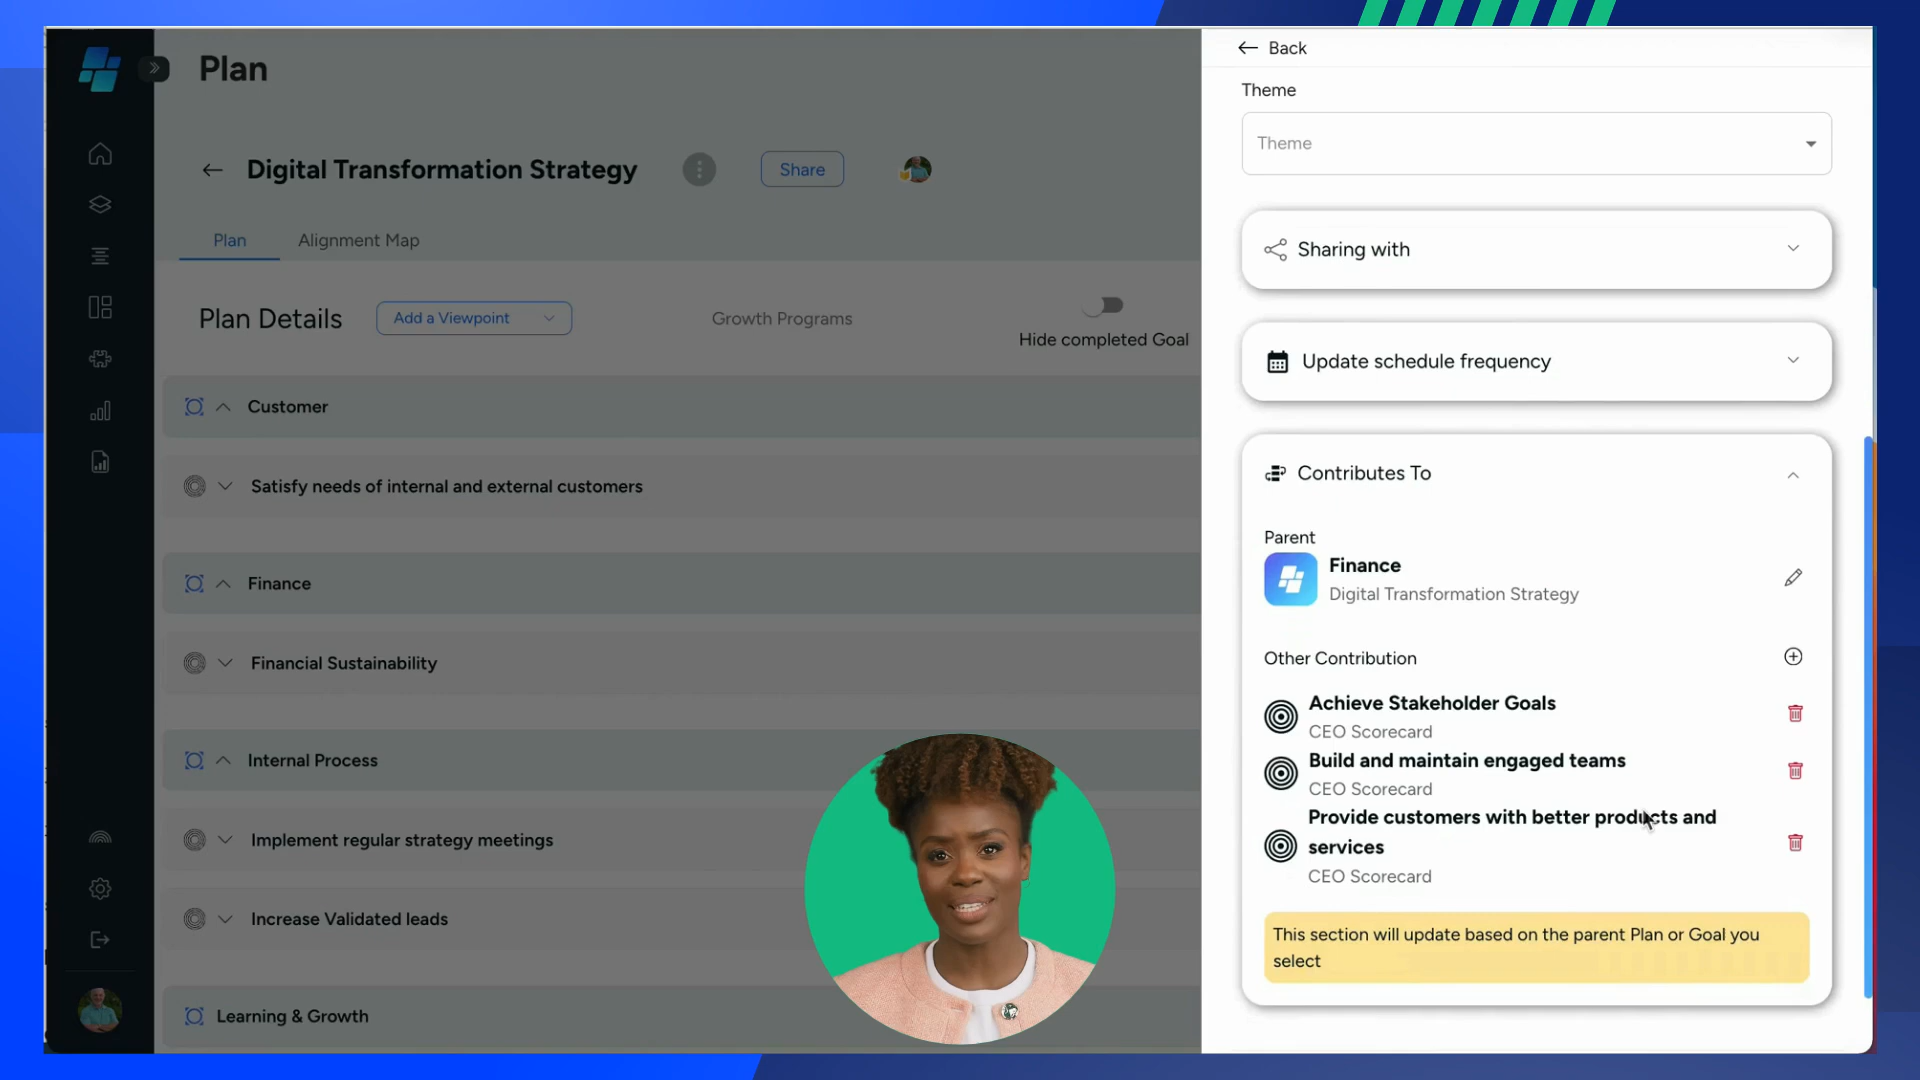 Plan
Digital Transformation Strategy
Share
Plan
Alignment Map
Plan Details
Add a Viewpoint
Growth Programs
Hide completed Goal
Customer
Satisfy needs of internal and external customers
Finance
Financial Sustainability
Internal Process
Implement regular strategy meetings
Increase Validated leads
Learning & Growth
Back
Theme
Theme
Sharing with
Update schedule frequency
Contributes To
Parent
Finance
Digital Transformation Strategy
Other Contribution
Achieve Stakeholder Goals
CEO Scorecard
Build and maintain engaged teams
CEO Scorecard
Provide customers with better products and
services
CEO Scorecard
This section will update based on the parent Plan or Goal you
select